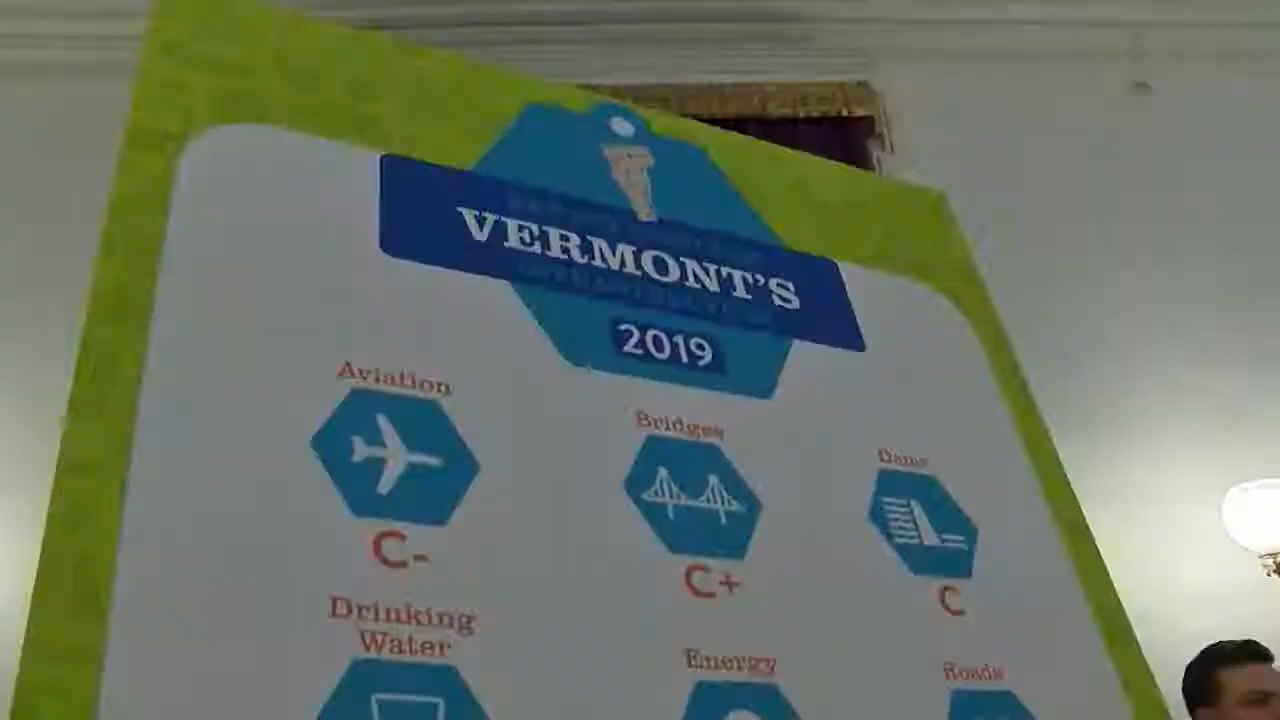 VERMONT'S
2019
Aviation
Bridges
Dams
C-
C+
C
Drinking
Water
Energy
Roads